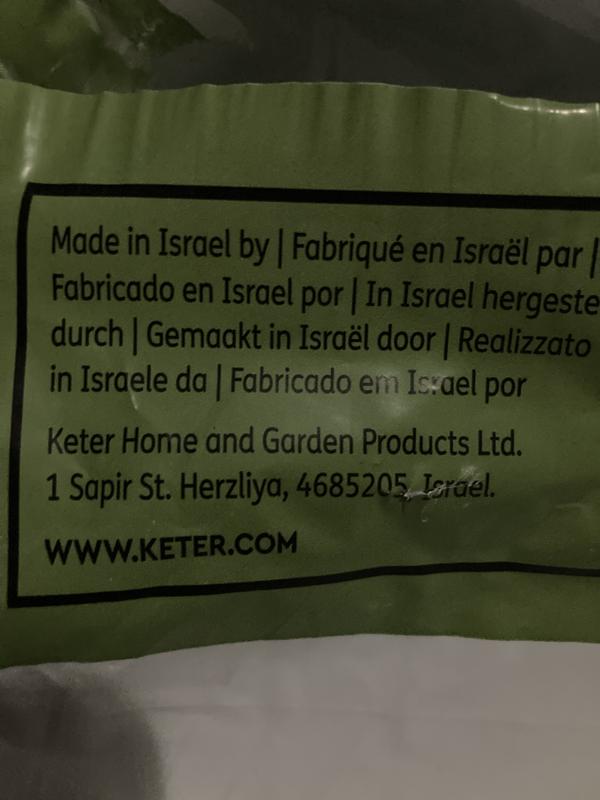 Made in Israel by | Fabriqué en Israël par |
Fabricado en Israel por | In Israel hergeste
durch | Gemaakt in Israël door | Realizzato
in Israele da | Fabricado em Israel por
Keter Home and Garden Products Ltd.
1 Sapir St. Herzliya, 4685205, Israel.
WWW.KETER.COM